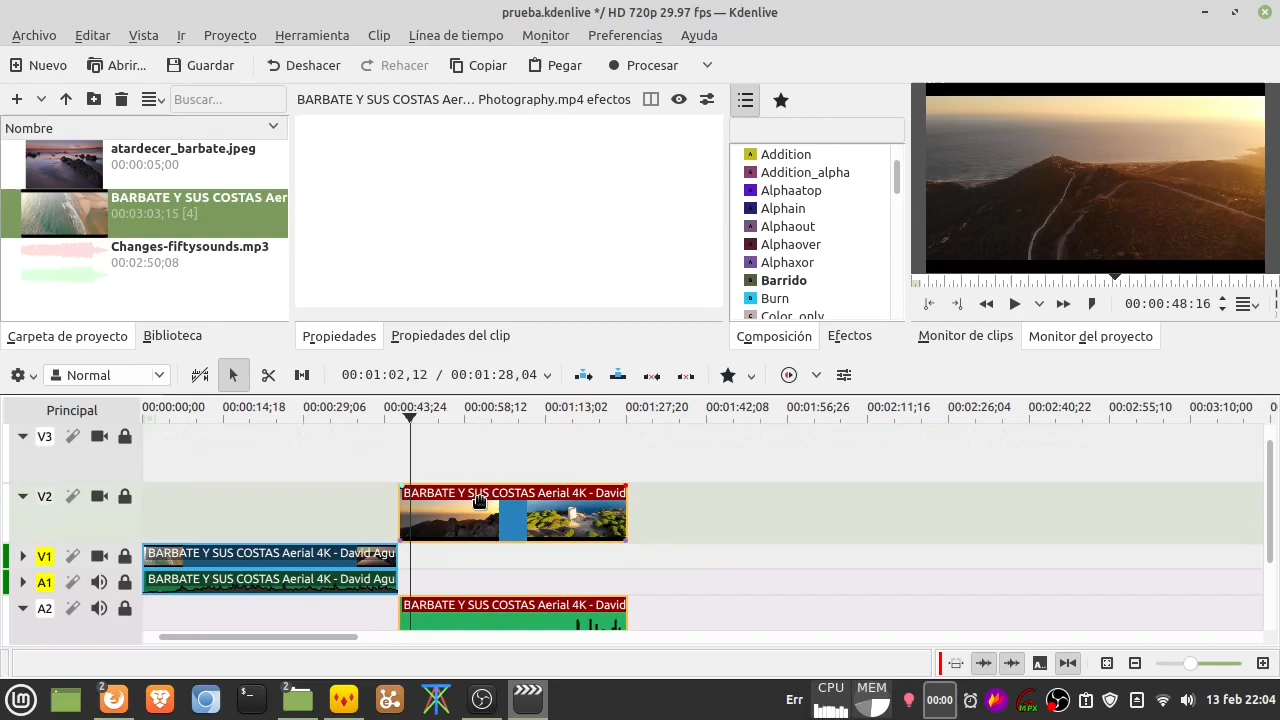 prueba.kdenlive */ HD 720p 29.97 fps — Kdenlive
Archivo Editar Vista Ir Proyecto Herramienta Clip Línea de tiempo Monitor Preferencias Ayuda
Nuevo Abrir... Guardar Deshacer Rehacer Copiar Pegar Procesar
Buscar...
BARBATE Y SUS COSTAS Aer... Photography.mp4 efectos
Nombre
atardecer_barbate.jpeg
00:00:05;00
BARBATE Y SUS COSTAS Aer
00:03:03;15 [4]
Changes-fiftysounds.mp3
00:02:50;08
Addition
Addition_alpha
Alphaatop
Alphain
Alphaout
Alphaover
Alphaxor
Barrido
Burn
Color_only
00:00:48:16
Carpeta de proyecto Biblioteca
Propiedades Propiedades del clip
Composición Efectos
Monitor de clips Monitor del proyecto
Normal
00:01:02,12 / 00:01:28,04
Principal
00:00:00;00 00:00:14;18 00:00:29;06 00:00:43;24 00:00:58;12 00:01:13;02 00:01:27;20 00:01:42;08 00:01:56;26 00:02:11;16 00:02:26;04 00:02:40;22 00:02:55;10 00:03:10;00 0
V3
V2
BARBATE Y SUS COSTAS Aerial 4K - David
V1
BARBATE Y SUS COSTAS Aerial 4K - David Agu
A1
BARBATE Y SUS COSTAS Aerial 4K - David Agu
A2
BARBATE Y SUS COSTAS Aerial 4K - David
2
2
Err
CPU
MEM
00:00
MPX
13 feb 22:04